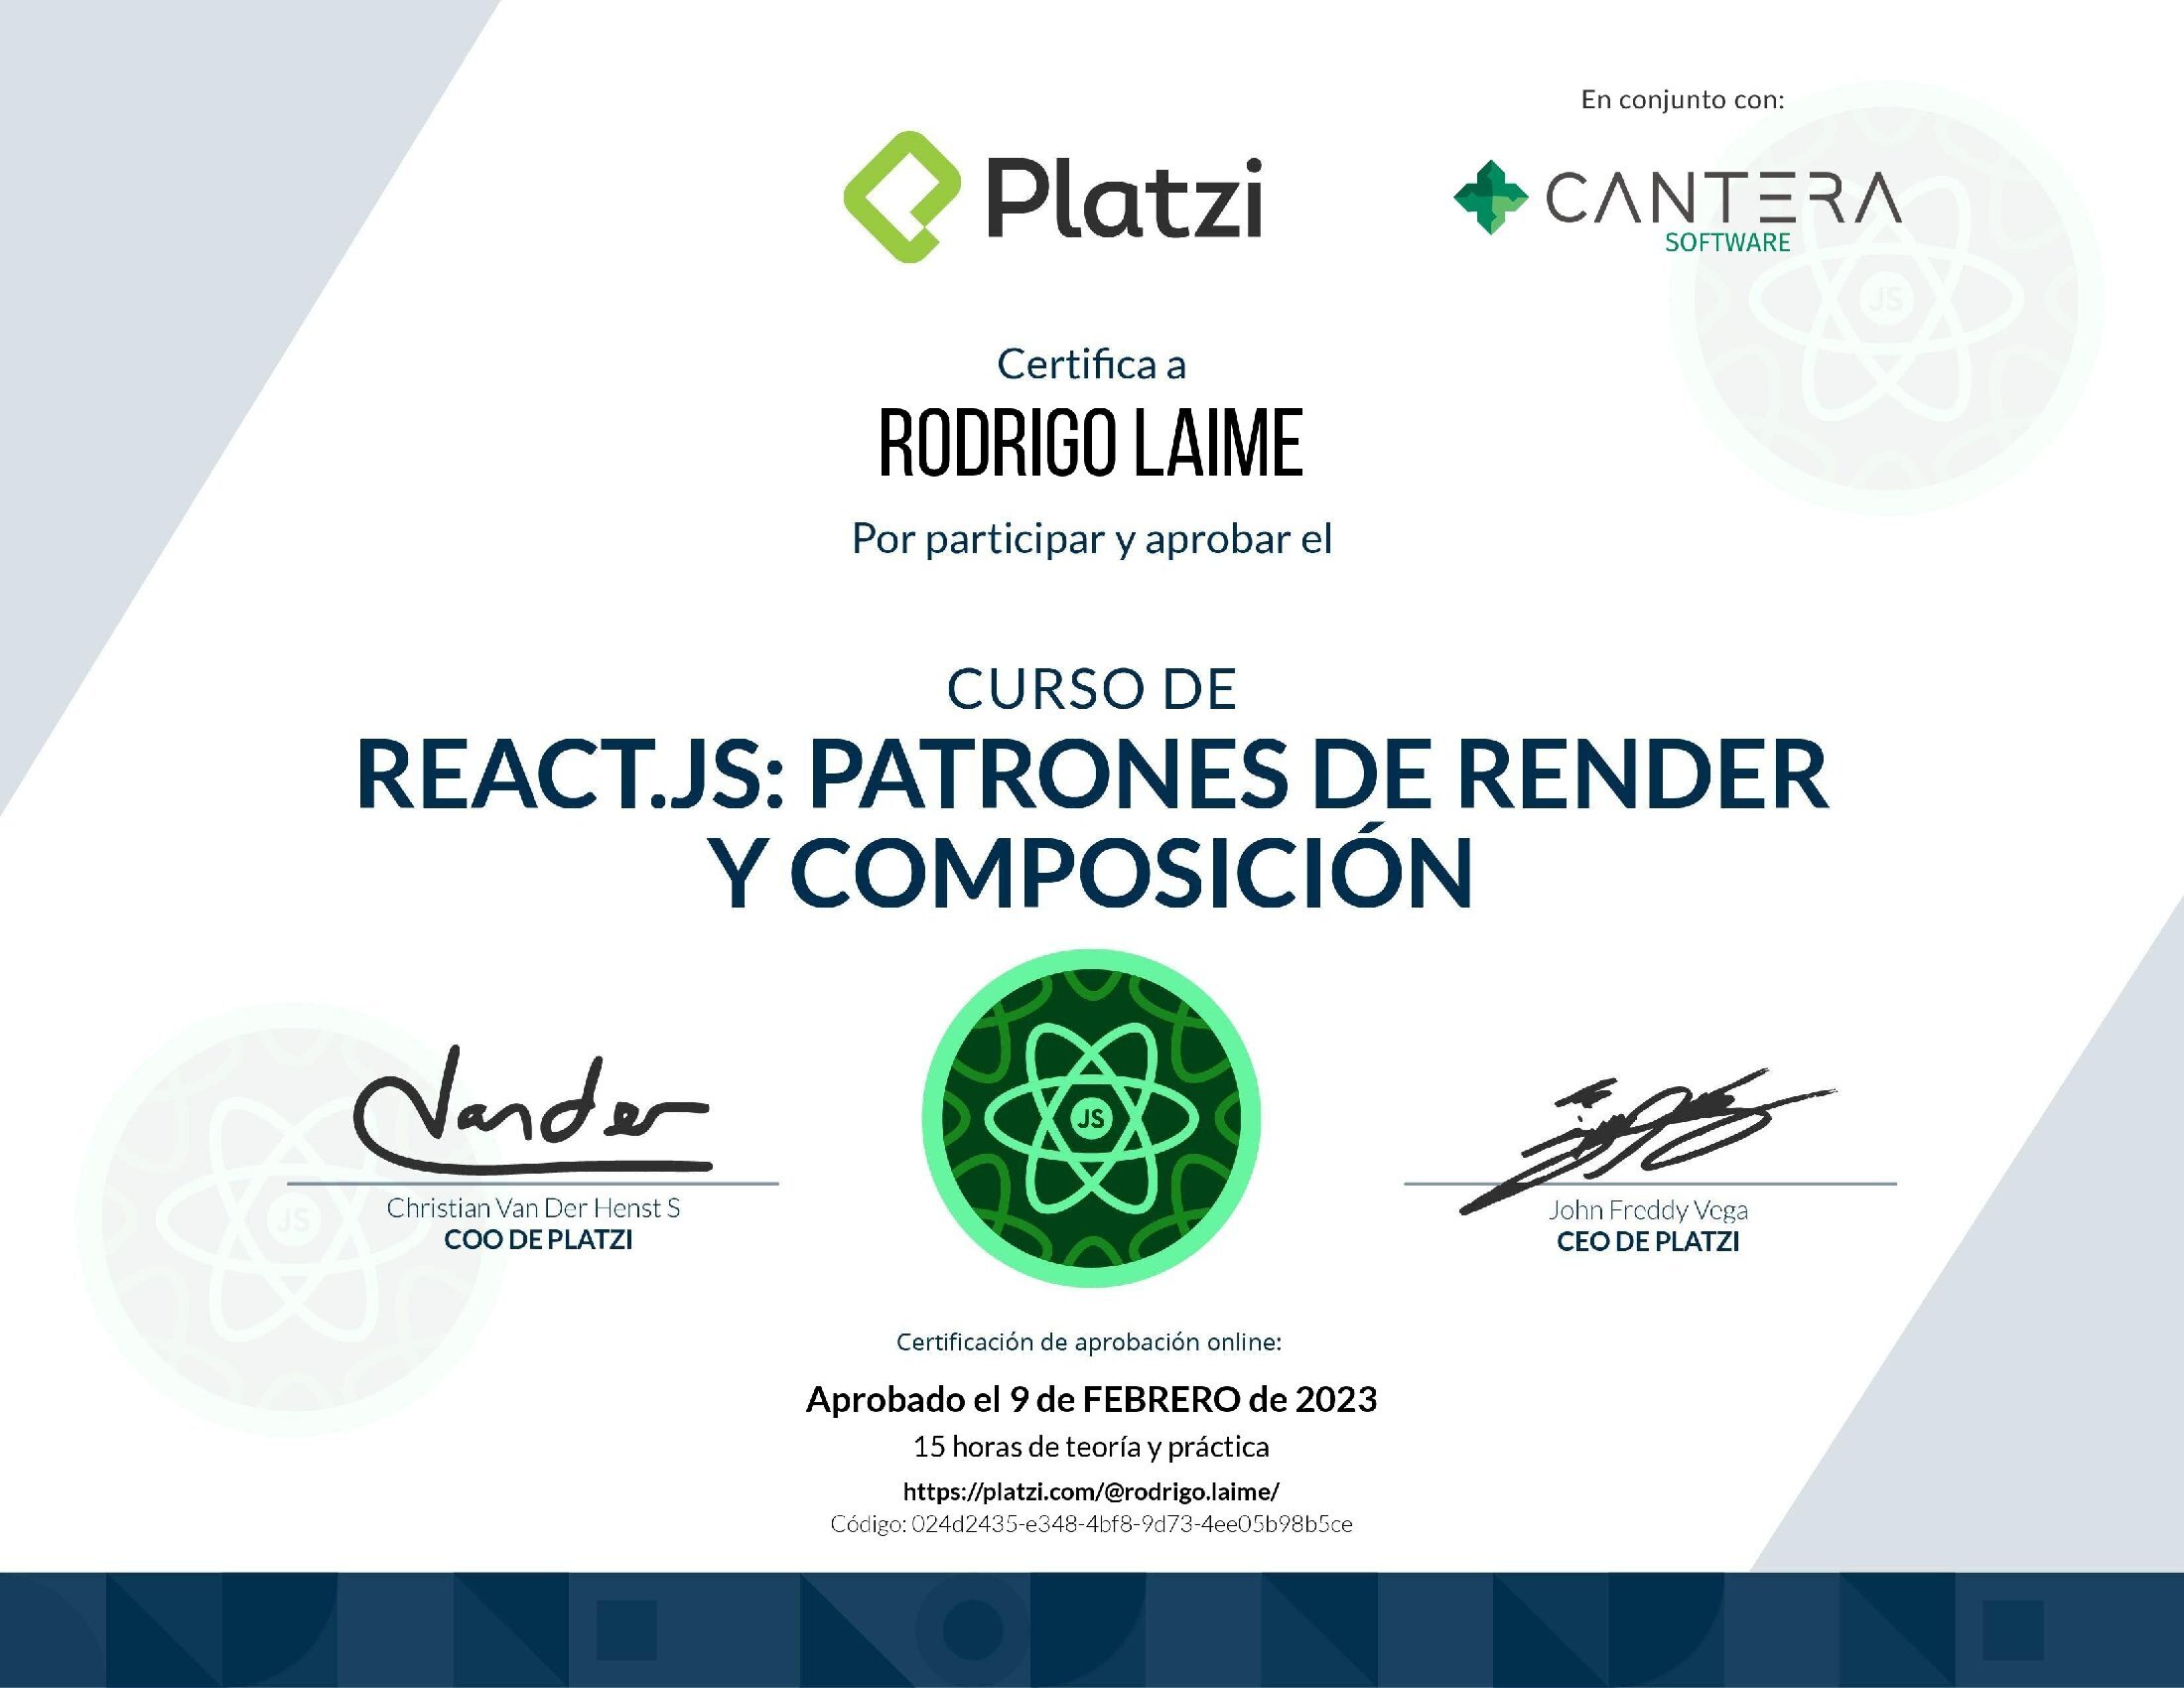 En conjunto con:
Platzi
CANTERA
SOFTWARE
Certifica a
RODRIGO LAIME
Por participar y aprobar el
CURSO DE
REACT.JS: PATRONES DE RENDER
Y COMPOSICIÓN
JS
Vander
Christian Van Der Henst S
COO DE PLATZI
John Freddy Vega
CEO DE PLATZI
Certificación de aprobación online:
Aprobado el 9 de FEBRERO de 2023
15 horas de teoría y práctica
https://platzi.com/@rodrigo.laime/
Código: 024d2435-e348-4bf8-9d73-4ee05b98b5ce